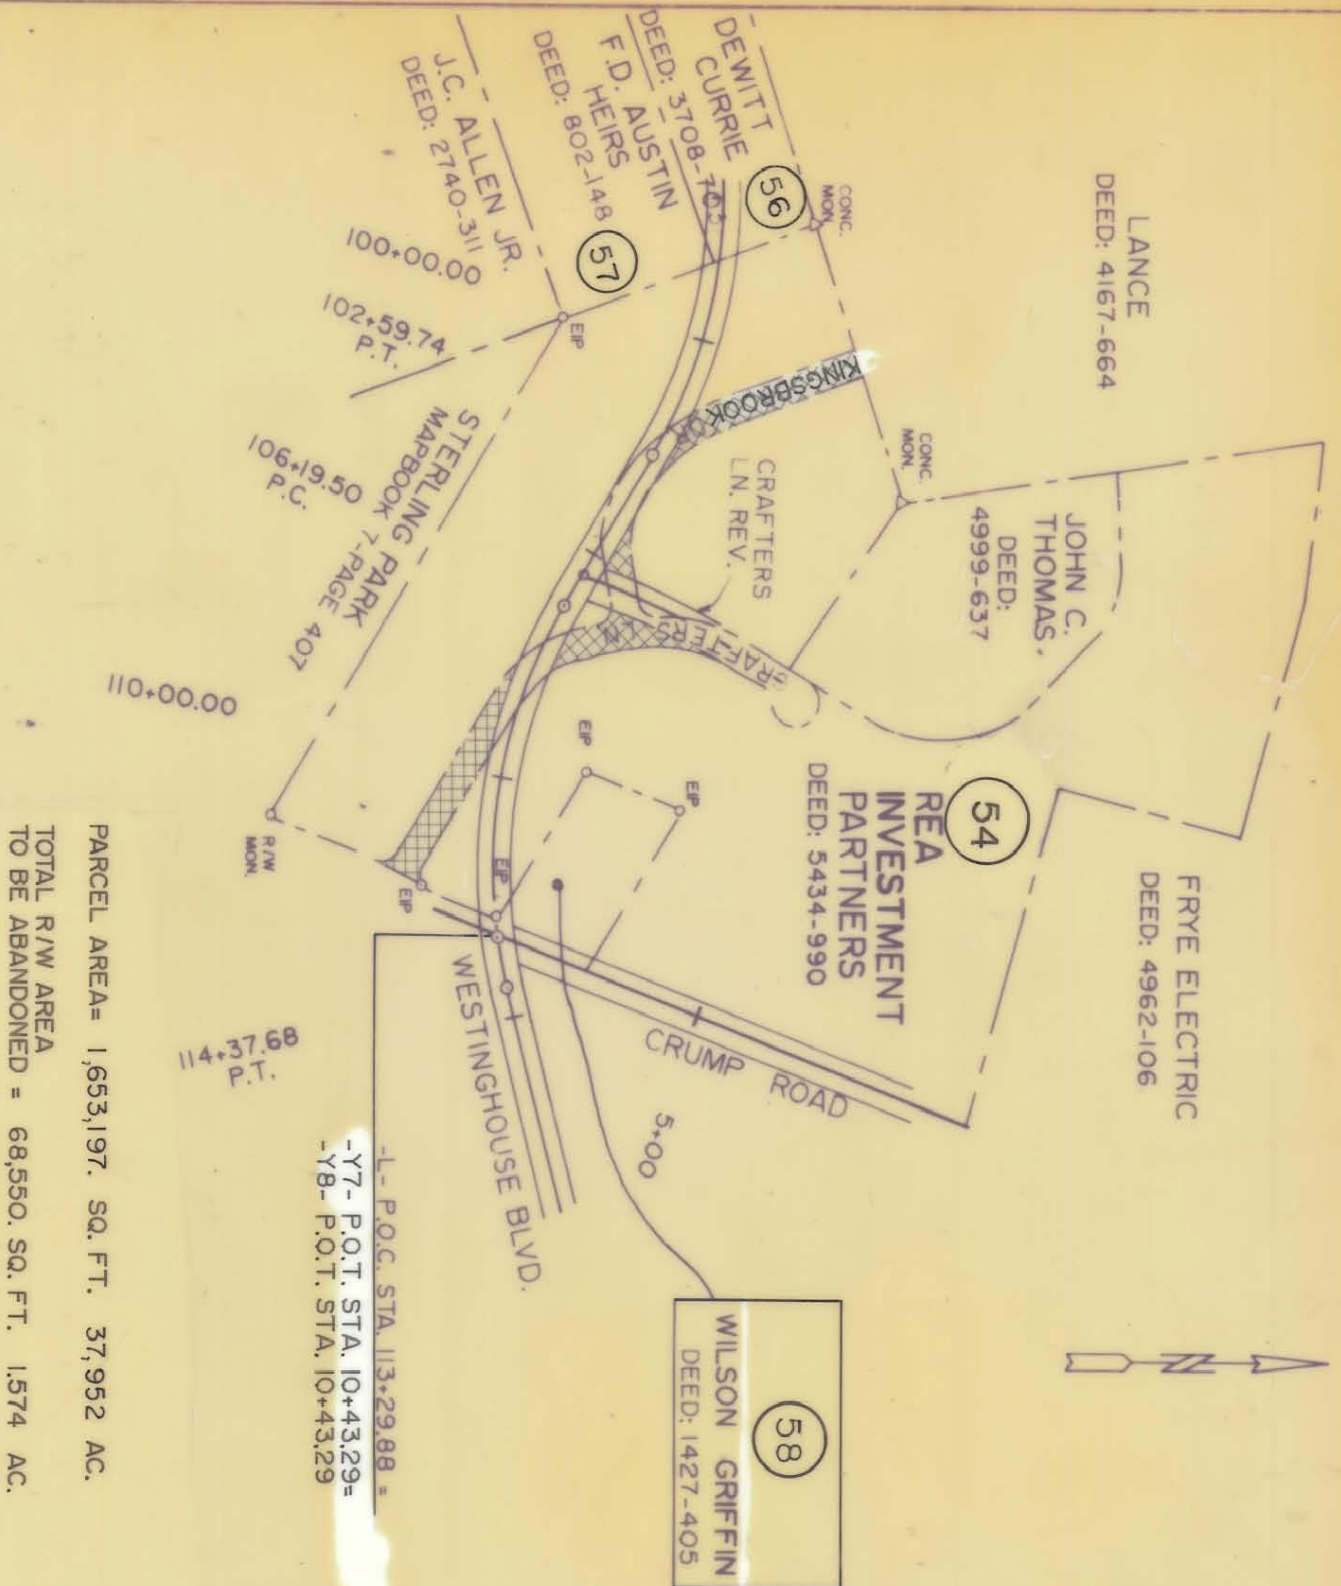 LANCE
DEED: 4167-664
FRYE ELECTRIC
DEED: 4962-106
JOHN C.
THOMAS.
DEED:
4999-637
CONC.
MON.
CONC.
MON.
DEWITT
CURRIE
DEED: 3708-705
56
F.D. AUSTIN
HEIRS
DEED: 802-148
57
J.C. ALLEN JR.
DEED: 2740-311
EIP
KINGSBROOK
CRAFTERS
LN. REV.
CRAFTERS
LN
54
REA
INVESTMENT
PARTNERS
DEED: 5434-990
EIP
EIP
EIP
EIP
R/W
MON.
STERLING PARK
MAPBOOK 7-PAGE 407
100+00.00
102+59.74
P.T.
106+19.50
P.C.
110+00.00
114+37.68
P.T.
CRUMP ROAD
5+00
WESTINGHOUSE BLVD.
58
WILSON GRIFFIN
DEED: 1427-405
N
-L- P.O.C. STA. 113+29.88 =
-Y7- P.O.T. STA. 10+43.29=
-Y8- P.O.T. STA. 10+43.29
PARCEL AREA= 1,653,197. SQ. FT. 37,952 AC.
TOTAL R/W AREA
TO BE ABANDONED = 68,550. SQ. FT. 1.574 AC.